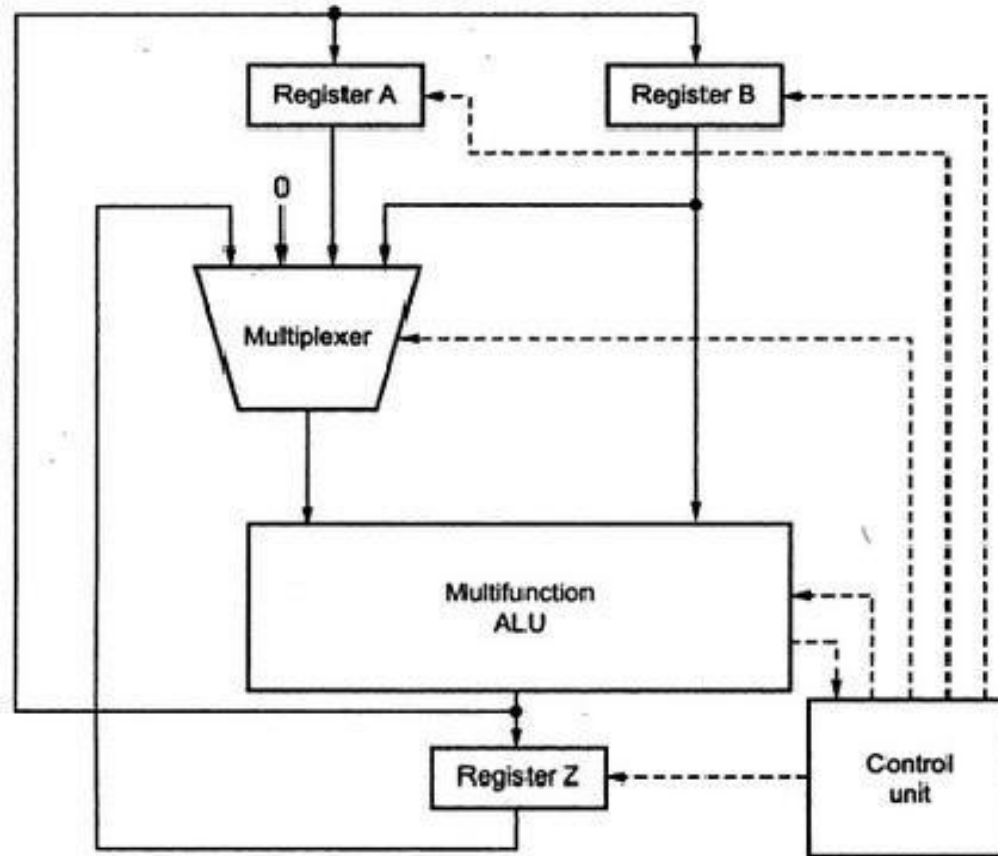 Register A
Register B
0
Multiplexer
Multifunction
ALU
Register Z
Control
unit